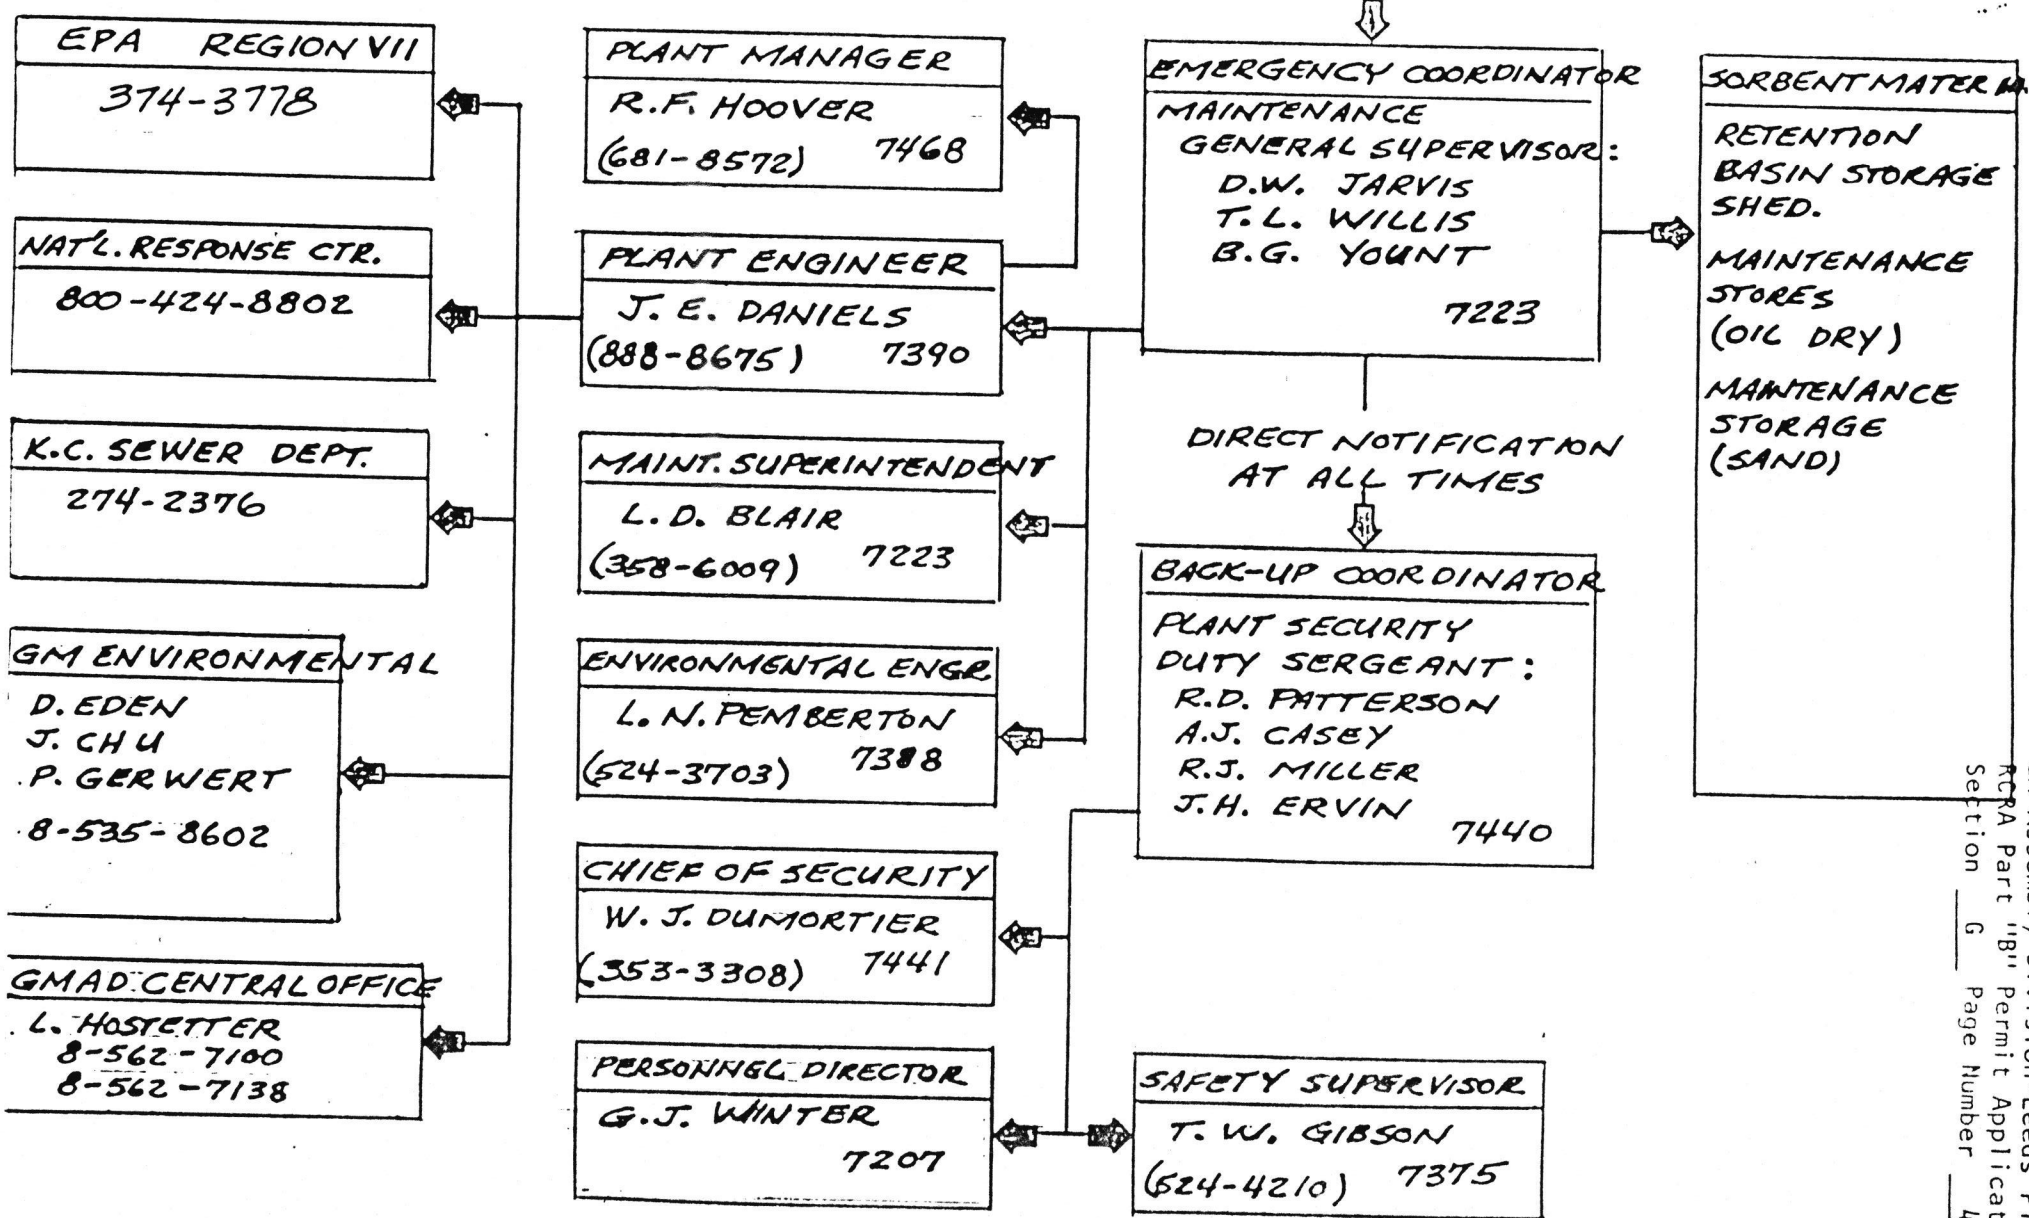 EPA REGION VII
374-3778
NAT'L. RESPONSE CTR.
800-424-8802
K.C. SEWER DEPT.
274-2376
GM ENVIRONMENTAL
D. EDEN
J. CHU
P. GERWERT
8-535-8602
GMAD CENTRAL OFFICE
L. HOSTETTER
8-562-7100
8-562-7138
PLANT MANAGER
R.F. HOOVER
(681-8572) 7468
PLANT ENGINEER
J. E. DANIELS
(888-8675) 7390
MAINT. SUPERINTENDENT
L.D. BLAIR
(358-6009) 7223
ENVIRONMENTAL ENGR.
L. N. PEMBERTON
(524-3703) 7388
CHIEF OF SECURITY
W. J. DUMORTIER
(353-3308) 7441
PERSONNEL DIRECTOR
G.J. WINTER
7207
EMERGENCY COORDINATOR
MAINTENANCE
GENERAL SUPERVISOR:
D.W. JARVIS
T.L. WILLIS
B.G. YOUNT
7223
DIRECT NOTIFICATION
AT ALL TIMES
BACK-UP COORDINATOR
PLANT SECURITY
DUTY SERGEANT:
R.D. PATTERSON
A.J. CASEY
R.J. MILLER
J.H. ERVIN
7440
SAFETY SUPERVISOR
T. W. GIBSON
(524-4210) 7375
SORBENT
RETENTION
BASIN STORAGE
SHED.
MAINTENANCE
STORES
(OIL DRY)
MAINTENANCE
STORAGE
(SAND)
Leeds
RCRA Part "B" Permit
Section G Page Number